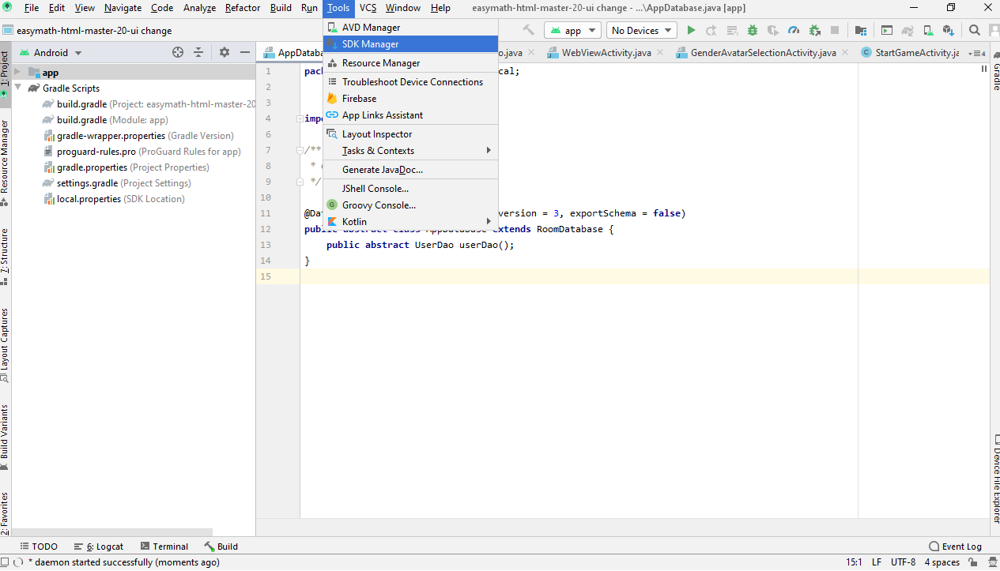 File Edit View Navigate Code Analyze Refactor Build Run Tools VCS Window Help easymath-html-master-20-ui change - ...\AppDatabase.java [app]
easymath-html-master-20-ui change
app
No Devices
Android
AVD Manager
SDK Manager
Resource Manager
Troubleshoot Device Connections
Firebase
App Links Assistant
Layout Inspector
Tasks & Contexts
Generate JavaDoc...
JShell Console...
Groovy Console...
Kotlin
AppDataba
o.java
WebViewActivity.java
GenderAvatarSelectionActivity.java
StartGameActivity.ja
4
app
Gradle Scripts
build.gradle (Project: easymath-html-master-20
build.gradle (Module: app)
gradle-wrapper.properties (Gradle Version)
proguard-rules.pro (ProGuard Rules for app)
gradle.properties (Project Properties)
settings.gradle (Project Settings)
local.properties (SDK Location)
1 pac cal;
2
3
4 impo
6
7 /**
8 *
9 */
10
11 @Dat version = 3, exportSchema = false)
12 public abstract class AppDatabase extends RoomDatabase {
13 public abstract UserDao userDao();
14 }
15
1: Project
Resource Manager
7: Structure
Layout Captures
Build Variants
2: Favorites
Gradle
Device File Explorer
TODO 6: Logcat Terminal Build Event Log
* daemon started successfully (moments ago) 15:1 LF UTF-8 4 spaces